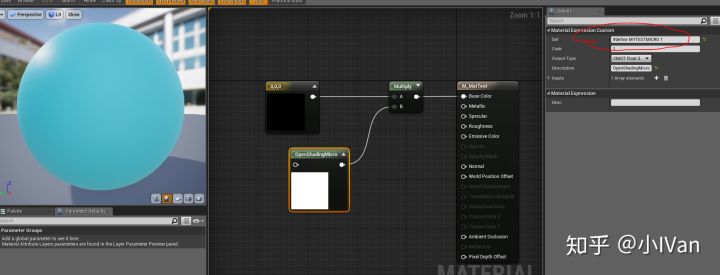 Perspective
Lit
Show
Zoom 1:1
0,0,0
Multiply
A
B
OpenShadingMicro
M_MatTest
Base Color
Metallic
Specular
Roughness
Emissive Color
Opacity
Opacity Mask
Normal
World Position Offset
World Displacement
Tessellation Multiplier
Subsurface Color
Custom Data 0
Custom Data 1
Ambient Occlusion
Refraction
Pixel Depth Offset
MATERIAL
Palette
Parameter Defaults
Search
Parameter Groups
Add a global parameter to see it here.
Material Attribute Layers parameters are found in the Layer Parameter Preview panel.
Details
Search
Material Expression Custom
Def
#define MYTESTMICRO 1
Code
1
Output Type
CMOT Float 3
Description
OpenShadingMicro
Inputs
1 Array elements
Material Expression
Desc
知乎 @小IVan